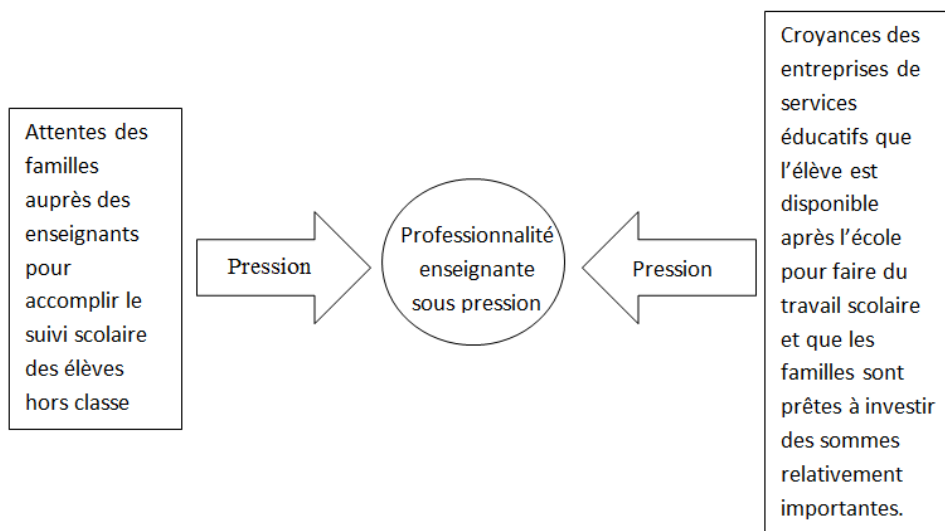 Attentes des
familles
auprès des
enseignants
pour
accomplir le
suivi scolaire
des élèves
hors classe
Pression
Professionnalité
enseignante
sous pression
Pression
Croyances des
entreprises de
services
éducatifs que
l'élève est
disponible
après l'école
pour faire du
travail scolaire
et que les
familles sont
prêtes à investir
des sommes
relativement
importantes.